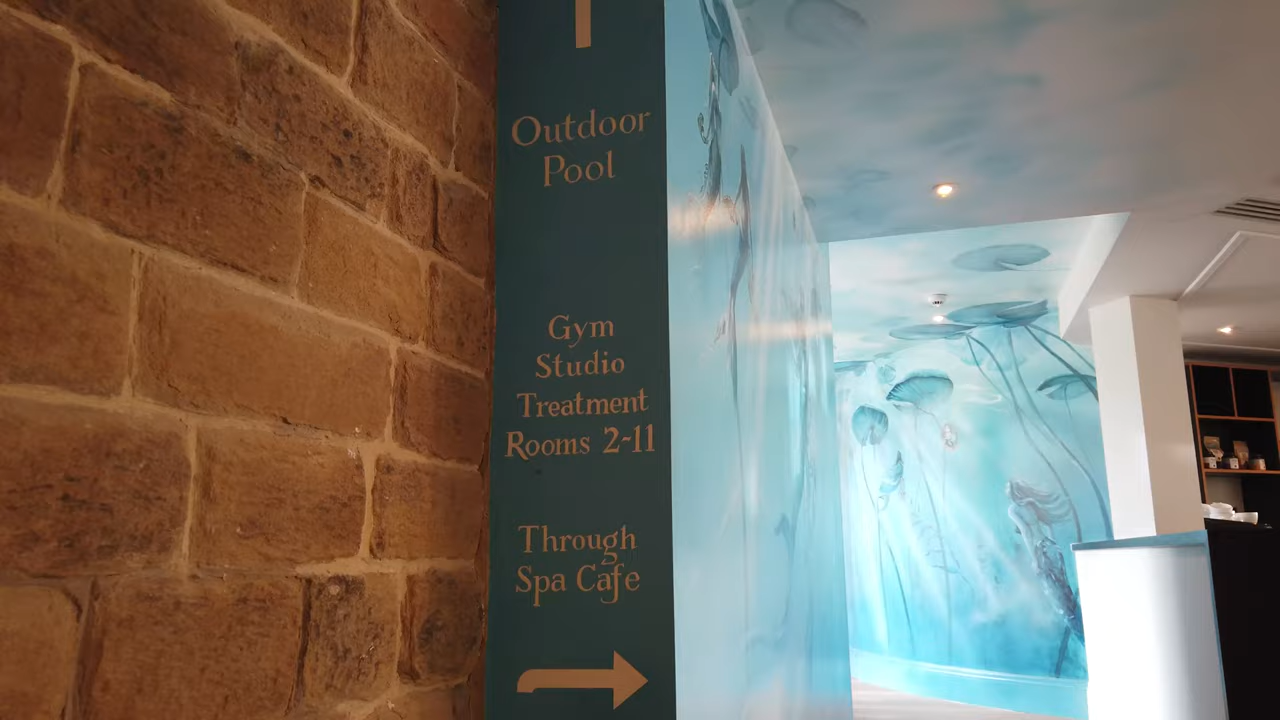 Outdoor
Pool
Gym
Studio
Treatment
Rooms 2-11
Through
Spa Cafe